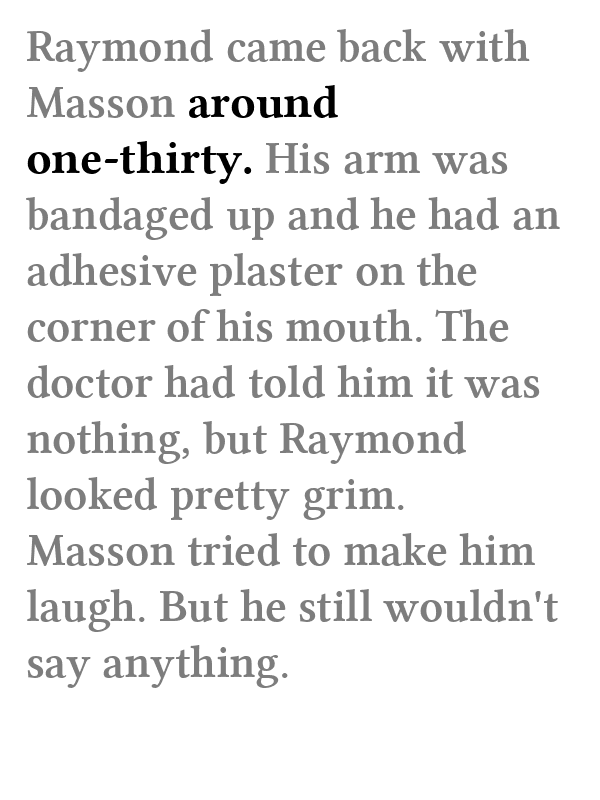 Raymond came back with
Masson around
one-thirty. His arm was
bandaged up and he had an
adhesive plaster on the
corner of his mouth. The
doctor had told him it was
nothing, but Raymond
looked pretty grim.
Masson tried to make him
laugh. But he still wouldn't
say anything.